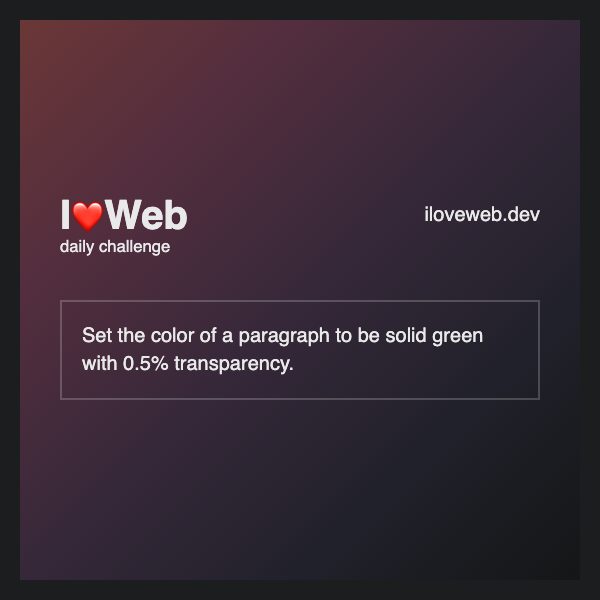 I❤️Web
iloveweb.dev
daily challenge
Set the color of a paragraph to be solid green
with 0.5% transparency.